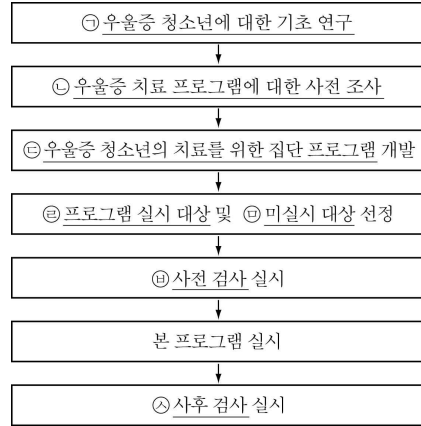 ㉠우울증 청소년에 대한 기초 연구
㉡우울증 치료 프로그램에 대한 사전 조사
㉢우울증 청소년의 치료를 위한 집단 프로그램 개발
㉣프로그램 실시 대상 및 ㉤미실시 대상 선정
㉥사전 검사 실시
본 프로그램 실시
㉦사후 검사 실시